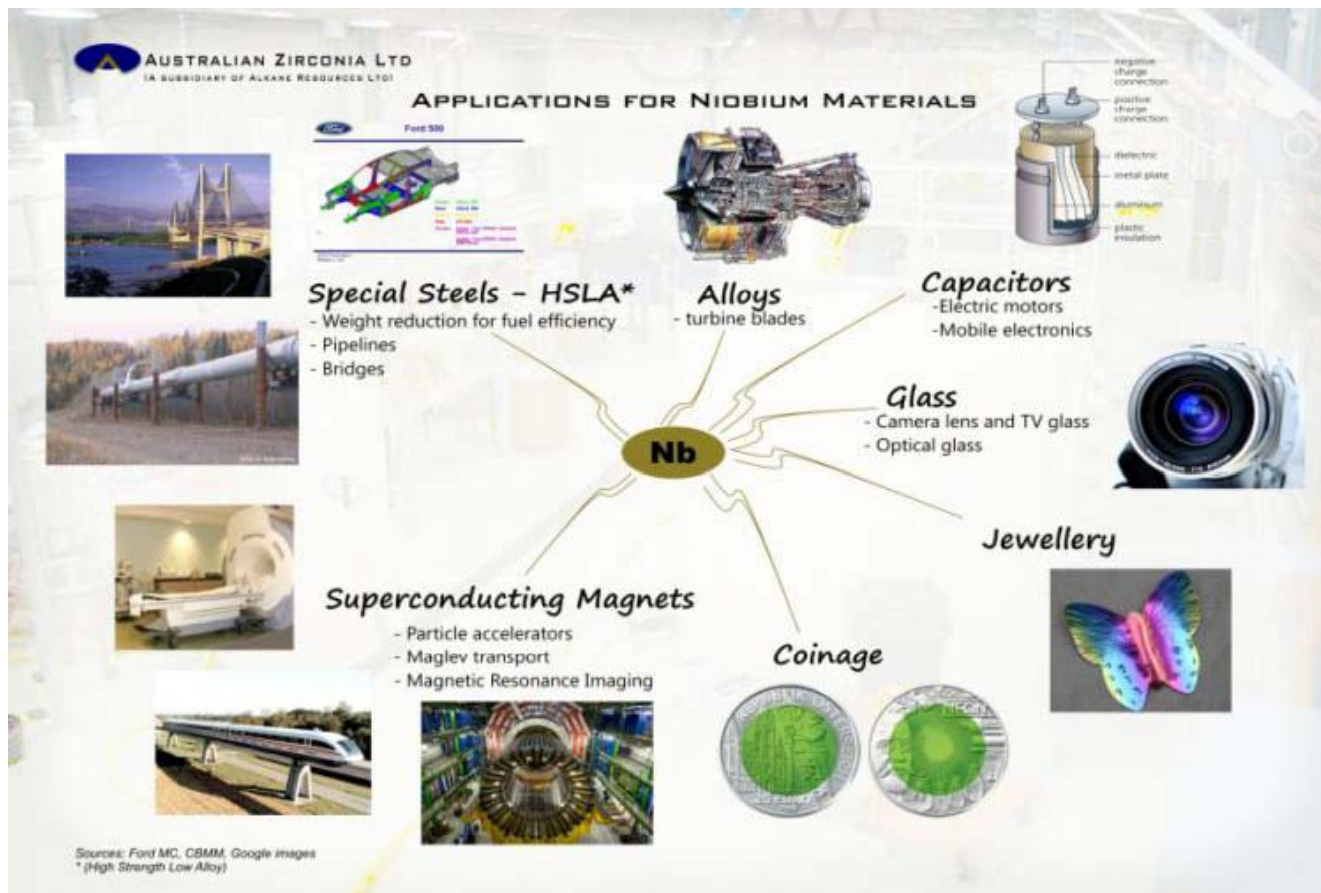 AUSTRALIAN ZIRCONIA LTD
(A SUBSIDIARY OF ALKANE RESOURCES LTD)
APPLICATIONS FOR NIOBIUM MATERIALS
Ford
Ford 500
negative
charge
connection
positive
charge
connection
dielectric
metal plate
aluminum
plastic
insulation
Special Steels - HSLA*
- Weight reduction for fuel efficiency
- Pipelines
- Bridges
Alloys
- turbine blades
Capacitors
-Electric motors
-Mobile electronics
Glass
- Camera lens and TV glass
- Optical glass
Nb
Jewellery
Superconducting Magnets
- Particle accelerators
- Maglev transport
- Magnetic Resonance Imaging
Coinage
Sources: Ford MC, CBMM, Google images
* (High Strength Low Alloy)